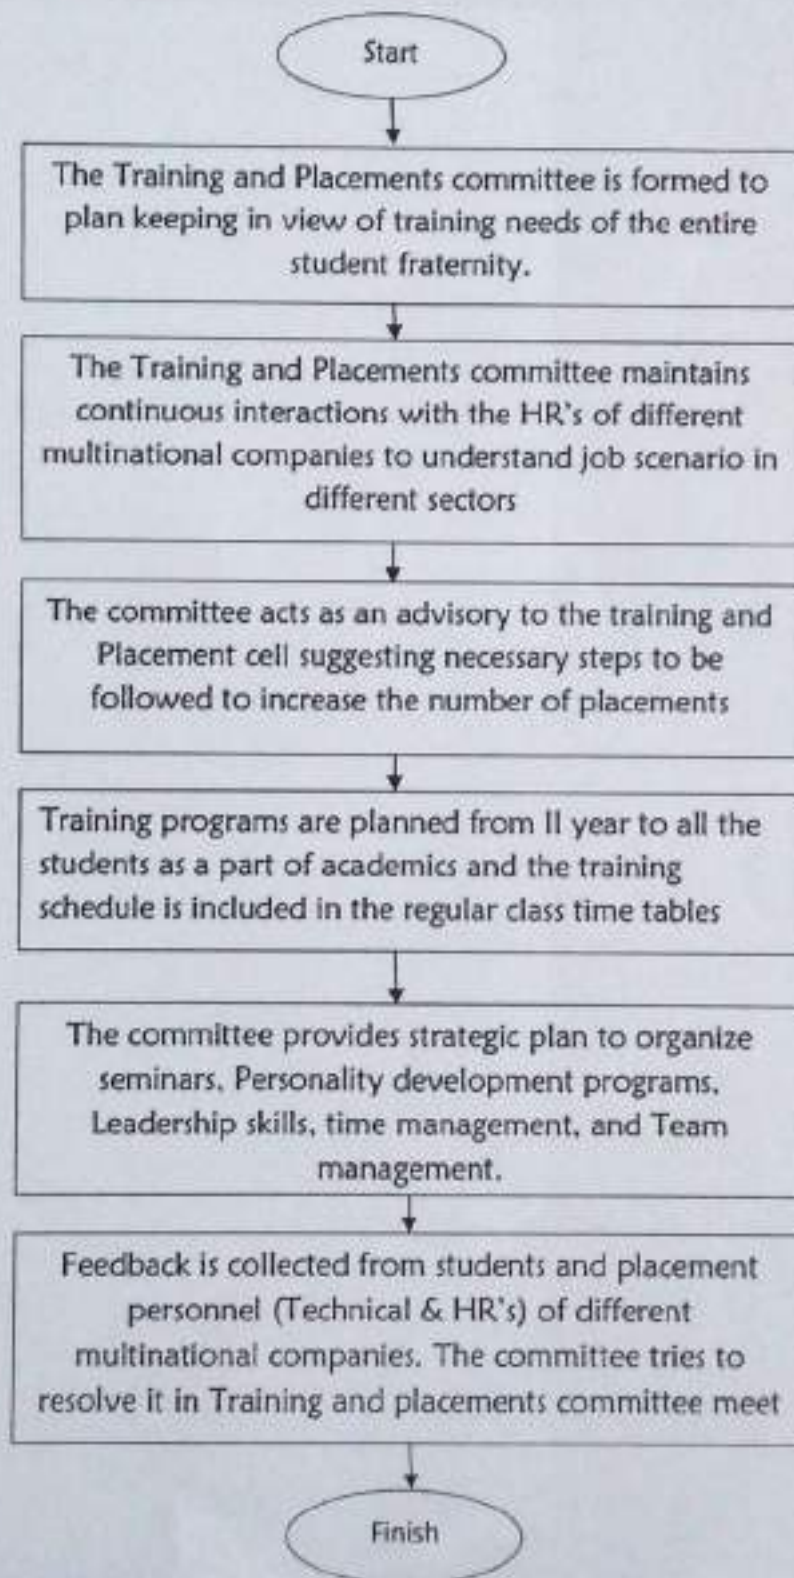 Start
The Training and Placements committee is formed to
plan keeping in view of training needs of the entire
student fraternity.
The Training and Placements committee maintains
continuous interactions with the HR's of different
multinational companies to understand job scenario in
different sectors
The committee acts as an advisory to the training and
Placement cell suggesting necessary steps to be
followed to increase the number of placements
Training programs are planned from II year to all the
students as a part of academics and the training
schedule is included in the regular class time tables
The committee provides strategic plan to organize
seminars, Personality development programs,
Leadership skills, time management, and Team
management.
Feedback is collected from students and placement
personnel (Technical & HR's) of different
multinational companies. The committee tries to
resolve it in Training and placements committee meet
Finish